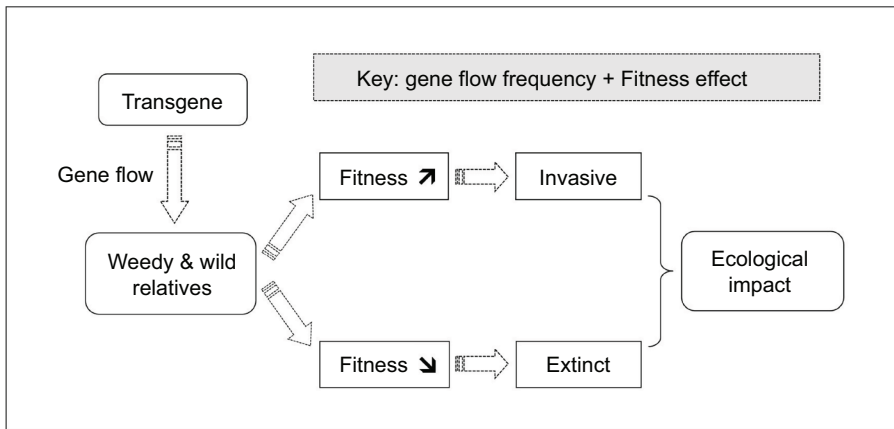 Key: gene flow frequency + Fitness effect
Transgene
Gene flow
Weedy & wild
relatives
Fitness
Invasive
Fitness
Extinct
Ecological
impact